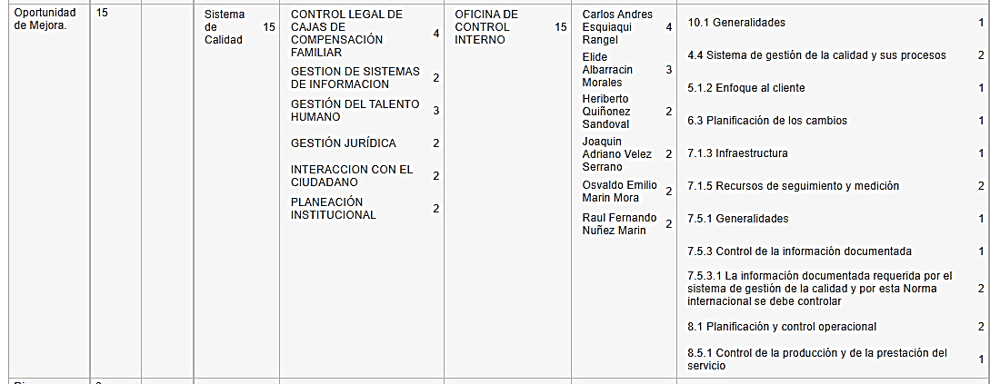 Oportunidad de Mejora.
15
Sistema de Calidad 15
CONTROL LEGAL DE CAJAS DE COMPENSACIÓN FAMILIAR 4
GESTION DE SISTEMAS DE INFORMACION 2
GESTIÓN DEL TALENTO HUMANO 3
GESTIÓN JURÍDICA 2
INTERACCION CON EL CIUDADANO 2
PLANEACIÓN INSTITUCIONAL 2
OFICINA DE CONTROL INTERNO 15
Carlos Andres Esquiaqui Rangel 4
Elide Albarracin Morales 3
Heriberto Quiñonez Sandoval 2
Joaquin Adriano Velez Serrano 2
Osvaldo Emilio Marin Mora 2
Raul Fernando Nuñez Marin 2
10.1 Generalidades 1
4.4 Sistema de gestión de la calidad y sus procesos 2
5.1.2 Enfoque al cliente 1
6.3 Planificación de los cambios 1
7.1.3 Infraestructura 1
7.1.5 Recursos de seguimiento y medición 2
7.5.1 Generalidades 1
7.5.3 Control de la información documentada 1
7.5.3.1 La información documentada requerida por el sistema de gestión de la calidad y por esta Norma internacional se debe controlar 2
8.1 Planificación y control operacional 2
8.5.1 Control de la producción y de la prestación del servicio 1